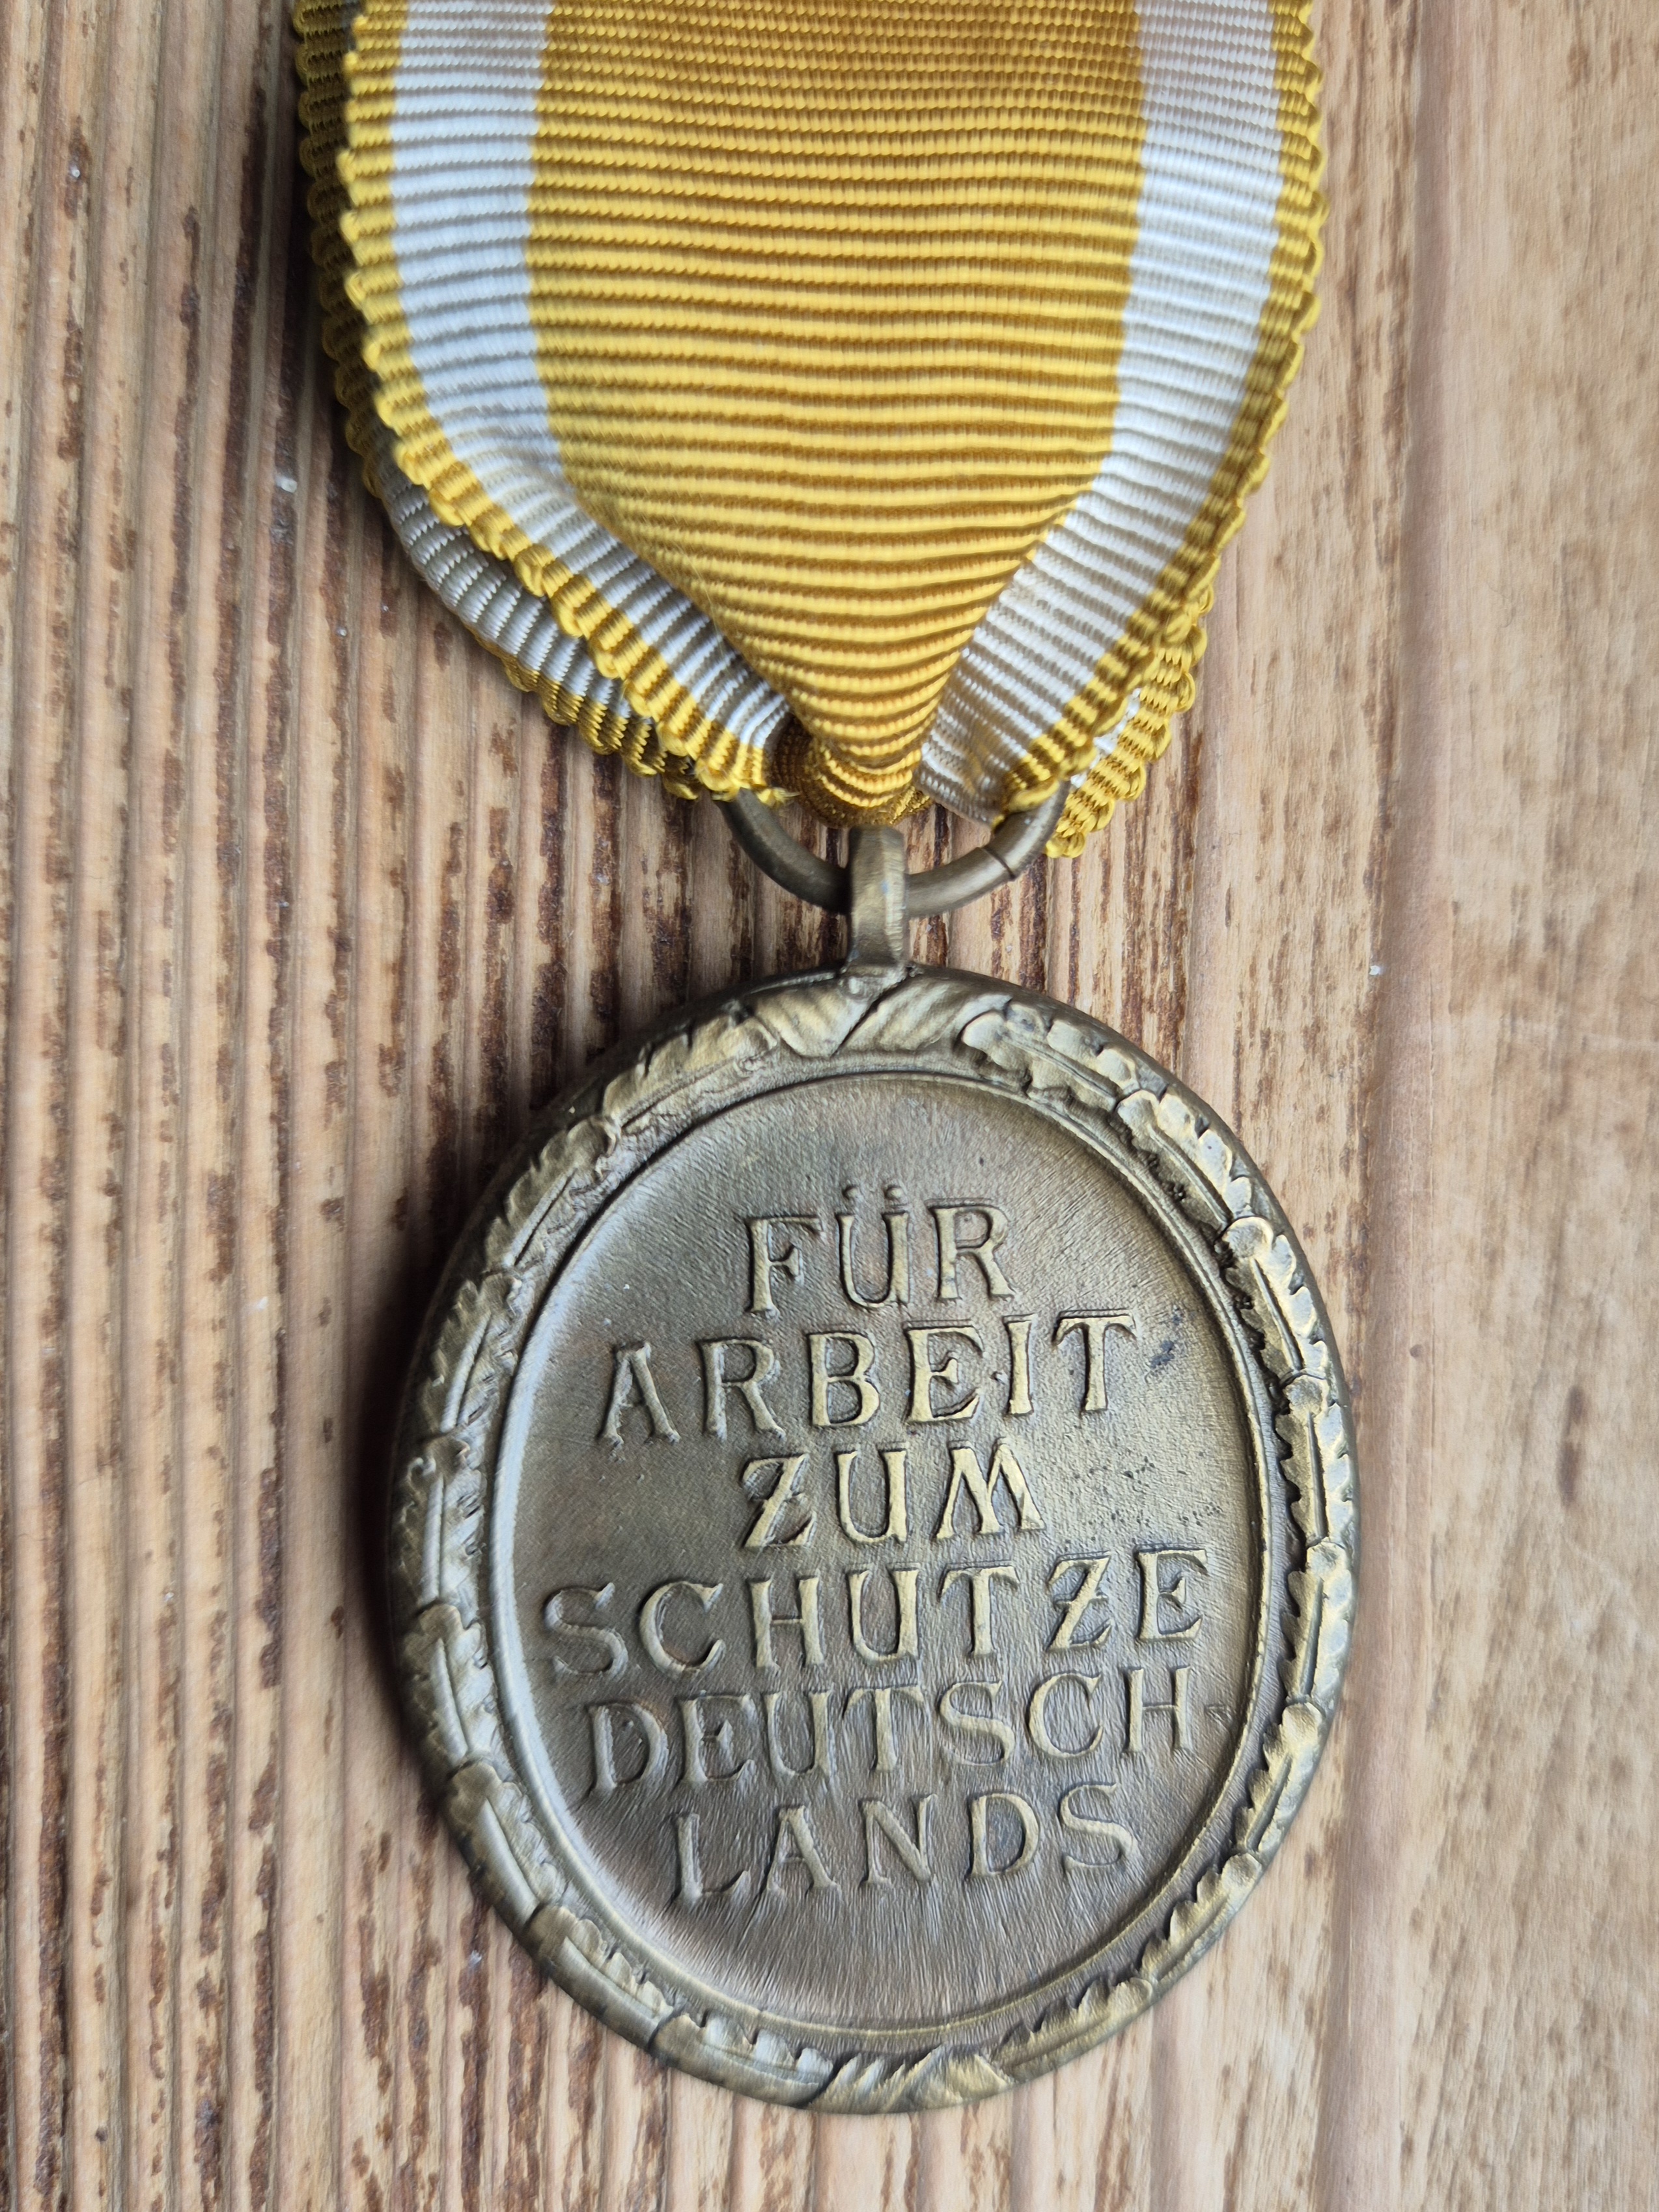 FÜR
ARBEIT
ZUM
SCHUTZE
DEUTSCH-
LANDS